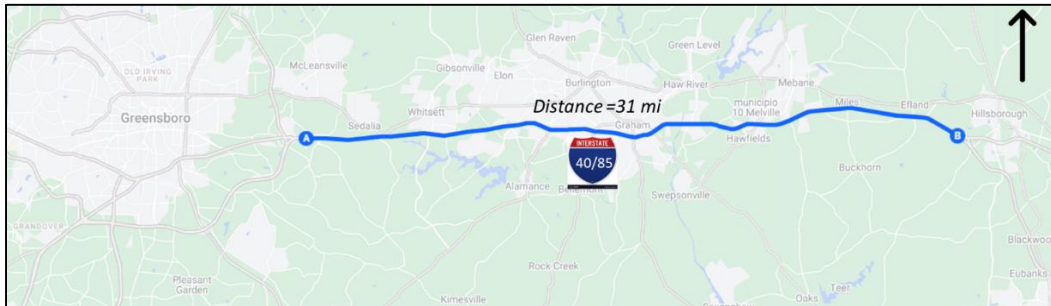 Glen Raven
Green Level
McLeansville
Gibsonville
Elon
OLD IRVING
PARK
Burlington
Haw River
Mebane
Whitsett
Distance =31 mi
municipio
10 Melville
Miles
Efland
Greensboro
Sedalia
Graham
Hillsborough
A
B
Hawfields
INTERSTATE
40/85
Buckhorn
Alamance
Swepsonville
GRANDOVER
Blackwoo
Rock Creek
Pleasant
Garden
Teer
Eubanks
Kimesville
Oaks